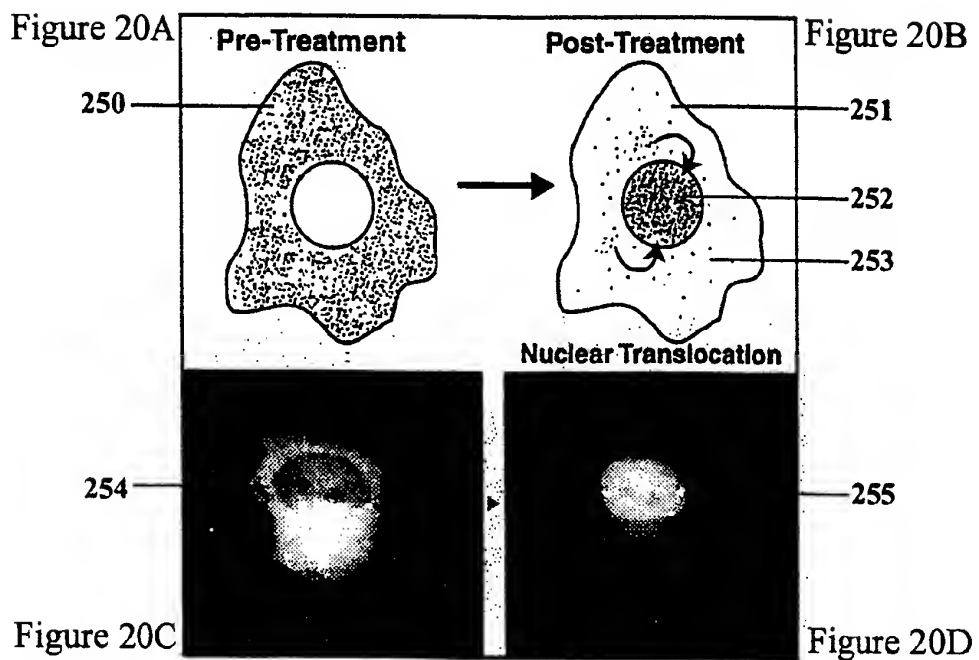 Figure 20A
Pre-Treatment
Post-Treatment
Figure 20B
250
251
252
253
Nuclear Translocation
254
255
Figure 20C
Figure 20D